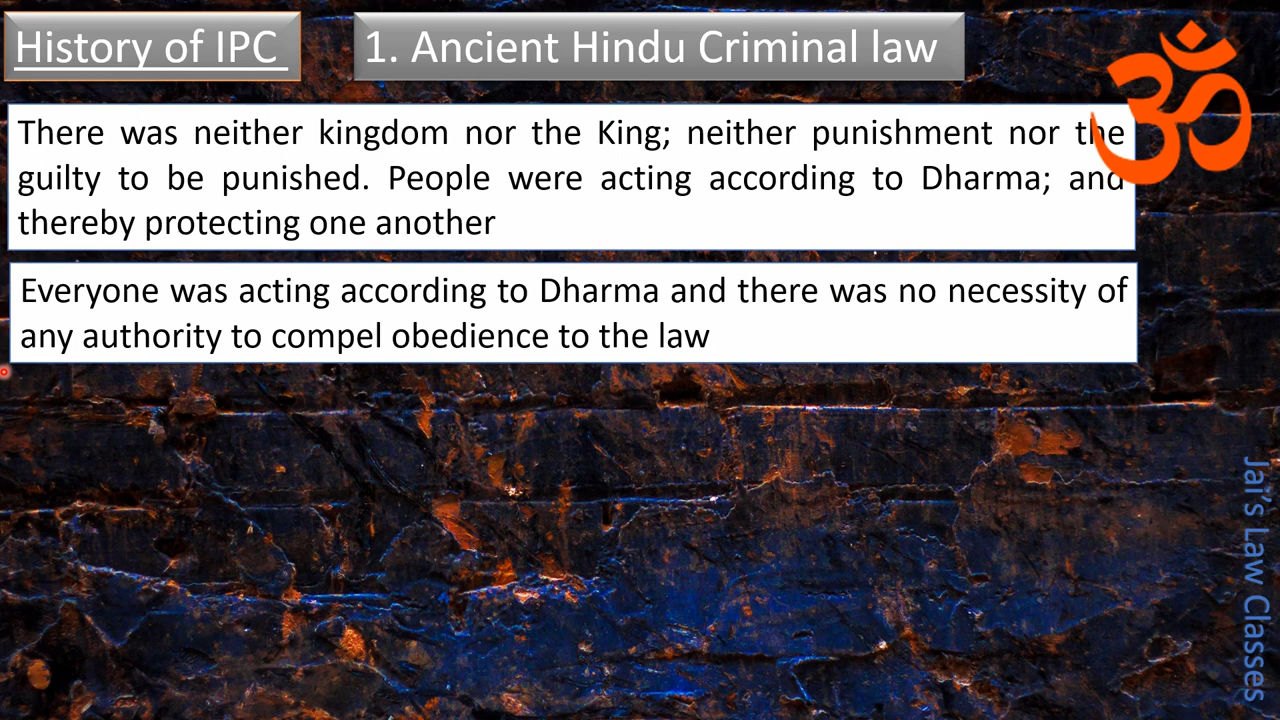 History of IPC
1. Ancient Hindu Criminal law
ॐ
There was neither kingdom nor the King; neither punishment nor the
guilty to be punished. People were acting according to Dharma; and
thereby protecting one another
Everyone was acting according to Dharma and there was no necessity of
any authority to compel obedience to the law
Jai's Law Classes